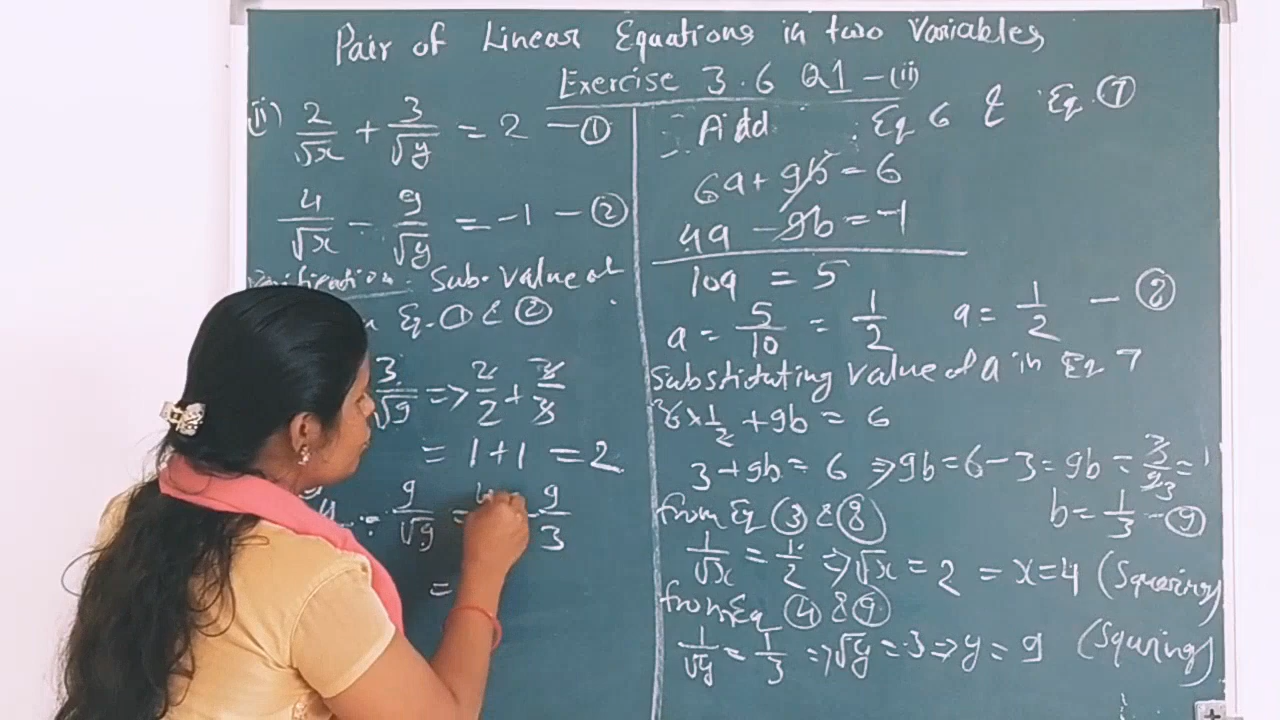 Pair of Linear Equations in two Variables
Exercise 3.6 Q1 - (ii)
(ii) 2/√x + 3/√y = 2 - ①
4/√x - 9/√y = -1 - ②
Verification: Sub. value of
Eq. ① & ②
3/√9 => 2/2 + 3/3
= 1 + 1 = 2
9/√9 = - 9/3
=
∴ Add Eq 6 & Eq. ⑦
6a + 9b = 6
4a - 9b = -1
10a = 5
a = 5/10 = 1/2 a = 1/2 - ⑧
Substituting value of a in Eq 7
6 × 1/2 + 9b = 6
3 + 9b = 6 => 9b = 6 - 3 = 9b = 3/9 3 = 1
b = 1/3 - ⑨
from Eq ③ & ⑧
1/√x = 1/2 => √x = 2 = x = 4 (Squaring)
from Eq ④ & ⑨
1/√y = 1/3 => √y = 3 => y = 9 (Squring)